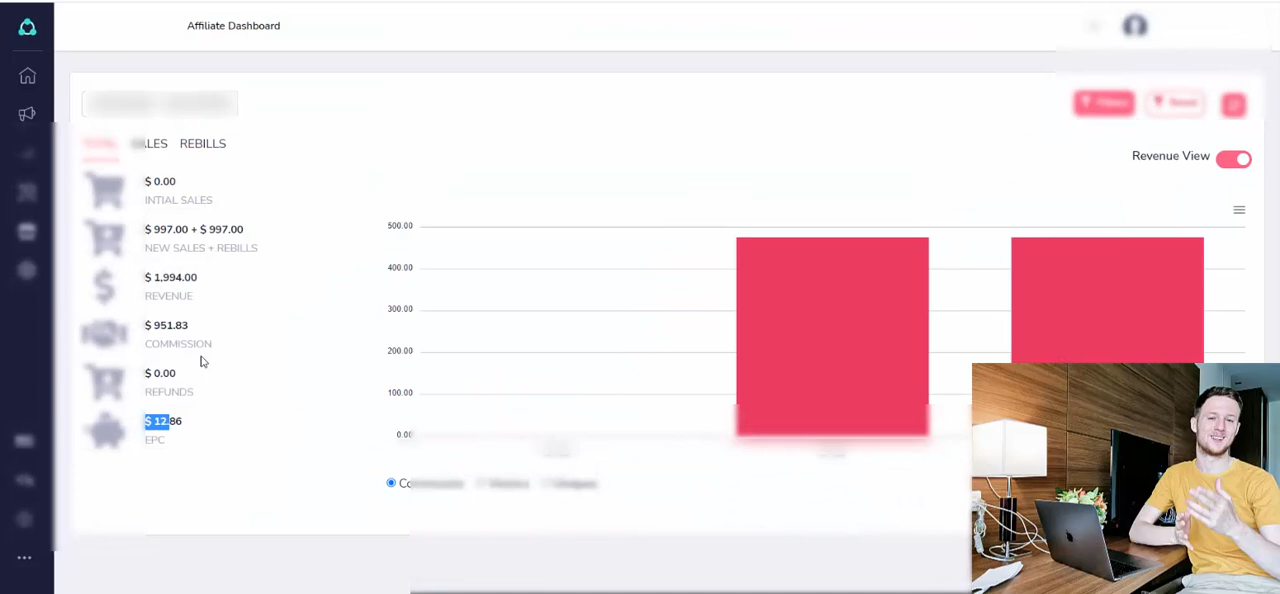 Affiliate Dashboard
REBILLS
Revenue View
$ 0.00
INTIAL SALES
$ 997.00 + $ 997.00
NEW SALES + REBILLS
$ 1,994.00
REVENUE
$ 951.83
COMMISSION
$ 0.00
REFUNDS
$ 12.86
EPC
500.00
400.00
300.00
200.00
100.00
0.00